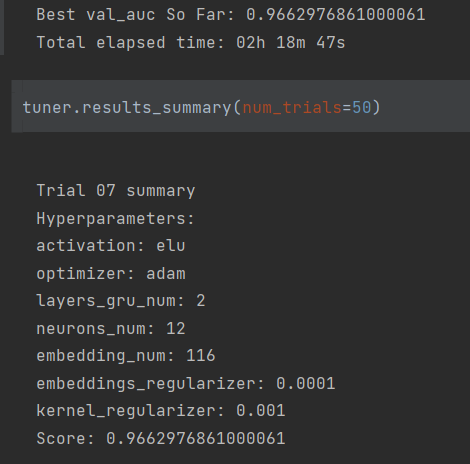 Best val_auc So Far: 0.9662976861000061
Total elapsed time: 02h 18m 47s
tuner.results_summary(num_trials=50)
Trial 07 summary
Hyperparameters:
activation: elu
optimizer: adam
layers_gru_num: 2
neurons_num: 12
embedding_num: 116
embeddings_regularizer: 0.0001
kernel_regularizer: 0.001
Score: 0.9662976861000061